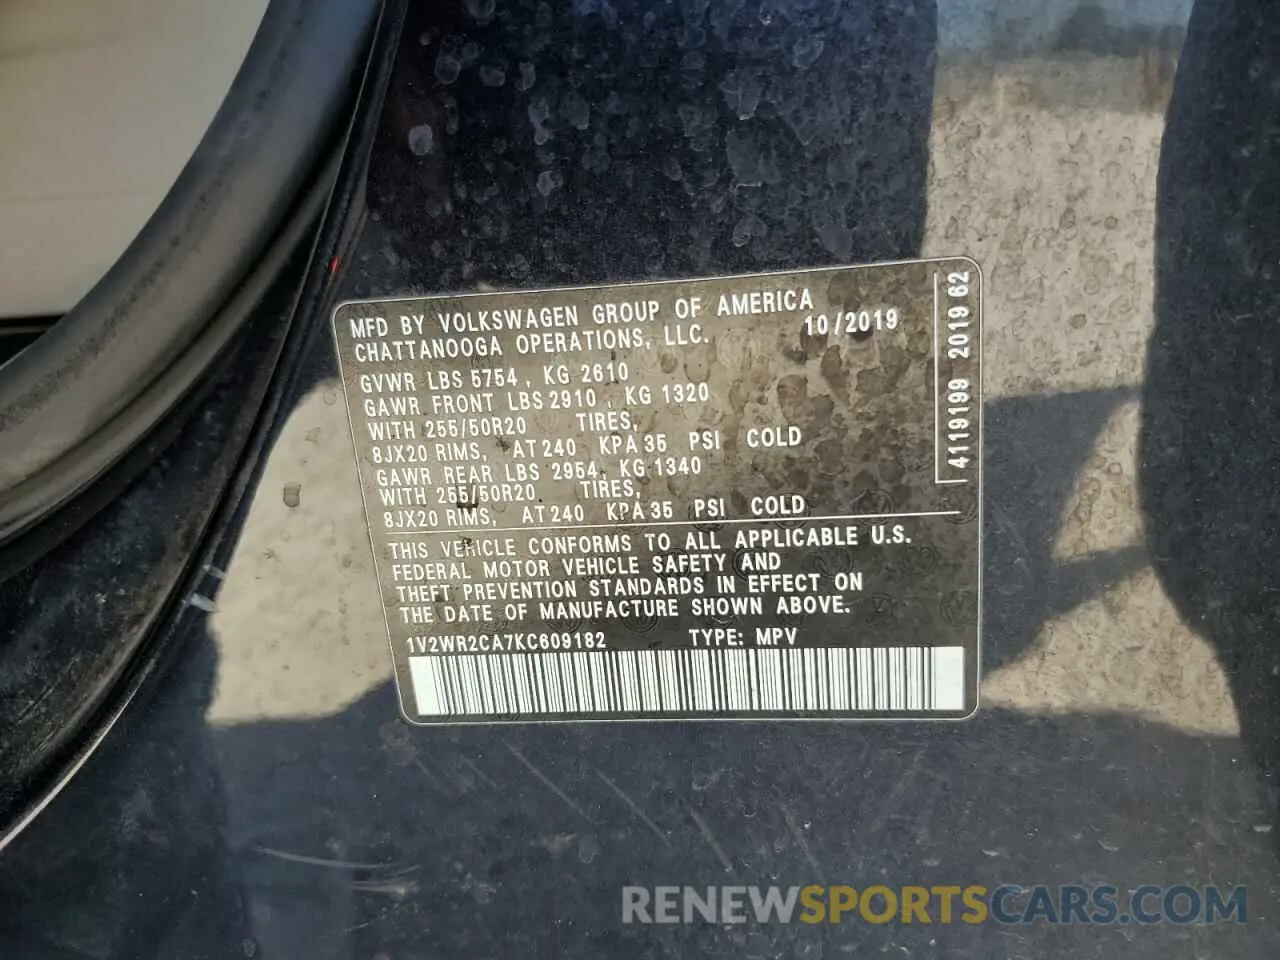 MFD BY VOLKSWAGEN GROUP OF AMERICA
CHATTANOOGA OPERATIONS, LLC. 10/2019
GVWR LBS 5754, KG 2610
GAWR FRONT LBS 2910, KG 1320
WITH 255/50R20 TIRES,
8JX20 RIMS, AT 240 KPA 35 PSI COLD
GAWR REAR LBS 2954, KG 1340
WITH 255/50R20 TIRES,
8JX20 RIMS, AT 240 KPA 35 PSI COLD
THIS VEHICLE CONFORMS TO ALL APPLICABLE U.S.
FEDERAL MOTOR VEHICLE SAFETY AND
THEFT PREVENTION STANDARDS IN EFFECT ON
THE DATE OF MANUFACTURE SHOWN ABOVE.
1V2WR2CA7KC609182 TYPE: MPV
4119199 2019 62
RENEWSPORTSCARS.COM